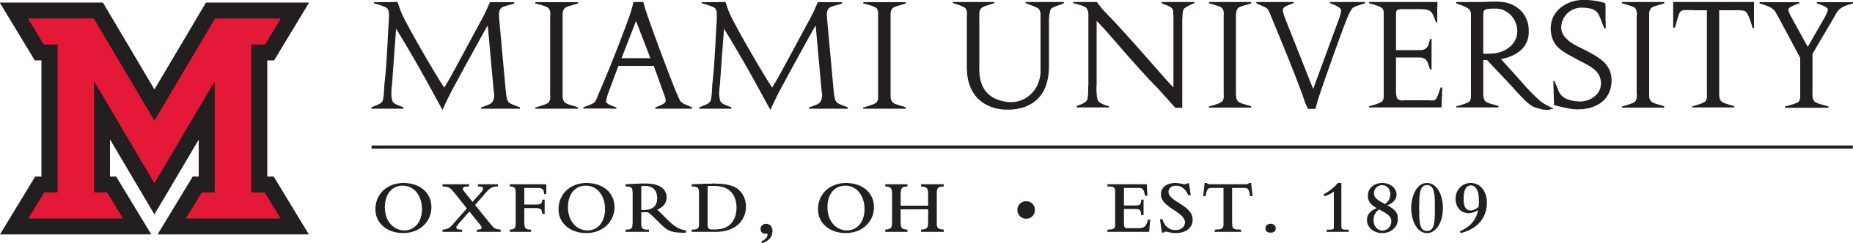 M
MIAMI UNIVERSITY
OXFORD, OH • EST. 1809